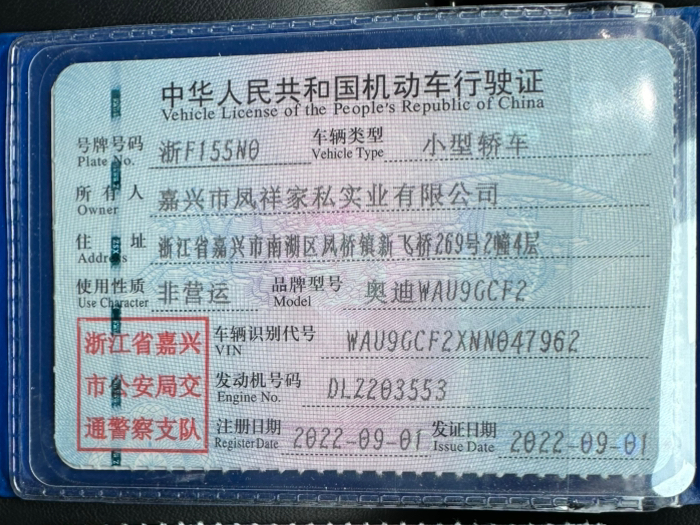 中华人民共和国机动车行驶证
Vehicle License of the People's Republic of China
号牌号码 浙F155N0 车辆类型 小型轿车
Plate No. Vehicle Type
所有人 嘉兴市凤祥家私实业有限公司
Owner
住址 浙江省嘉兴市南湖区凤桥镇新飞桥269号2幢4层
Address
使用性质 非营运 品牌型号 奥迪WAU9GCF2
Use Character Model
浙江省嘉兴
市公安局交
通警察支队
车辆识别代号 WAU9GCF2XNN047962
VIN
发动机号码 DLZ203553
Engine No.
注册日期 2022-09-01 发证日期 2022-09-01
Register Date Issue Date